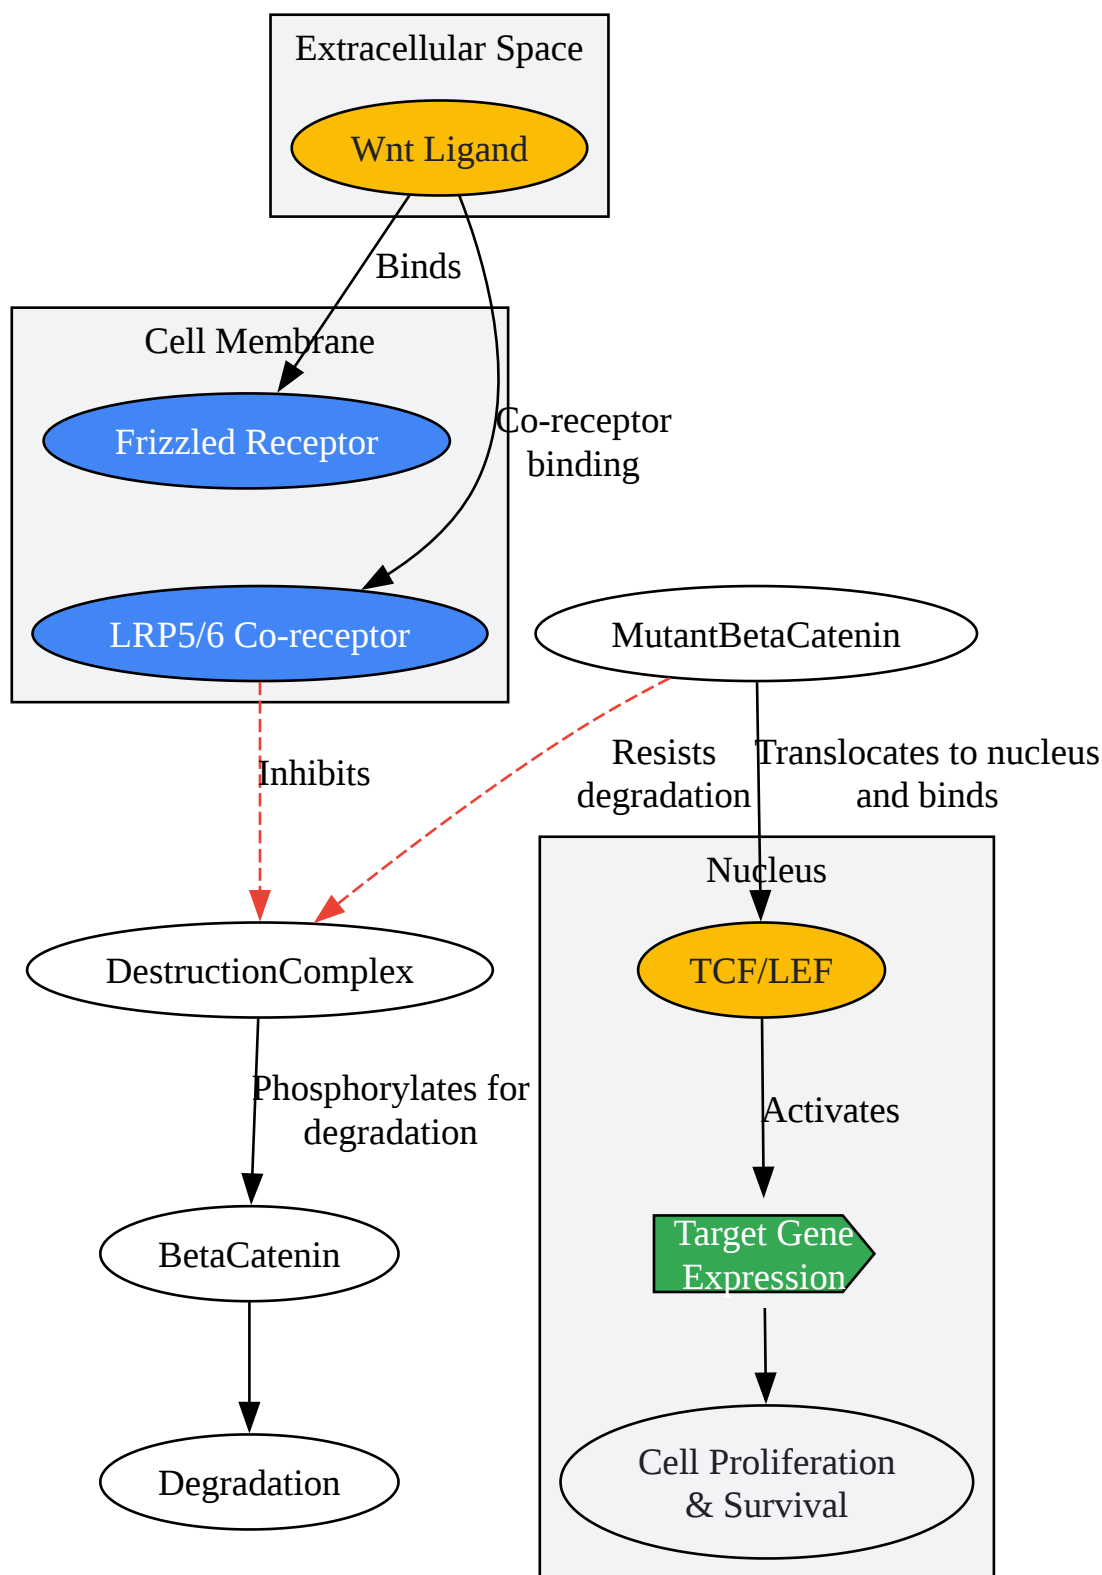 Extracellular Space
Wnt Ligand
Binds
Cell Membrane
Frizzled Receptor
Co-receptor
binding
LRP5/6 Co-receptor
MutantBetaCatenin
Inhibits
Resists
degradation
Translocates to nucleus
and binds
Nucleus
DestructionComplex
TCF/LEF
Phosphorylates for
degradation
Activates
BetaCatenin
Target Gene
Expression
Degradation
Cell Proliferation
& Survival